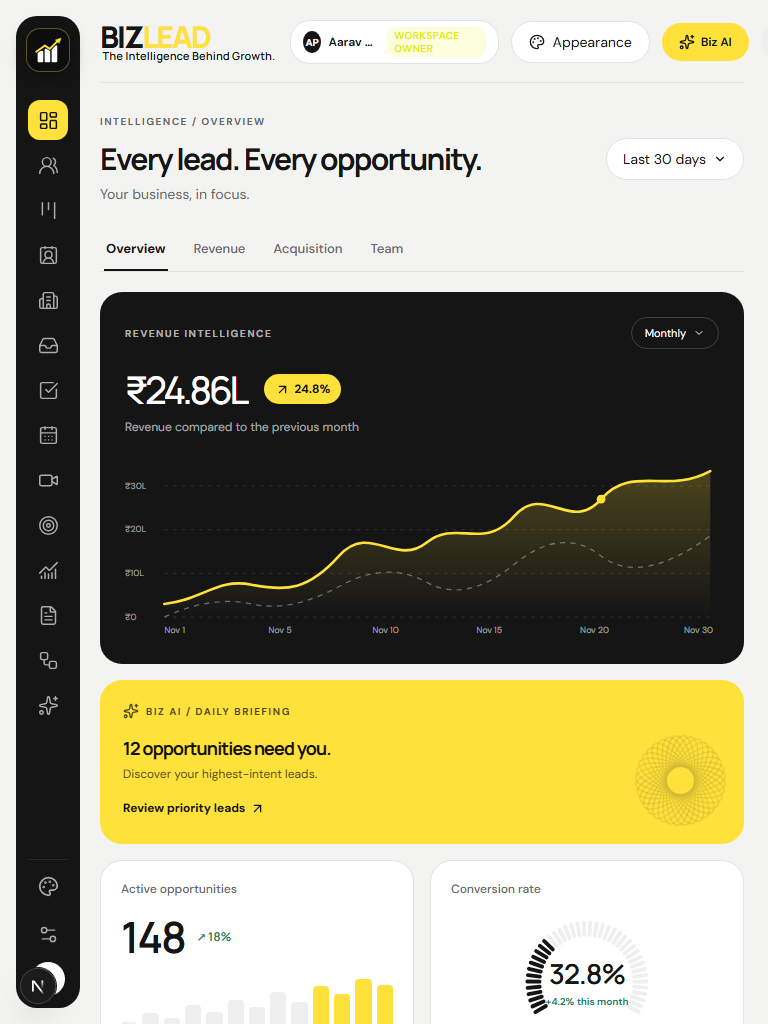 BIZLEAD
The Intelligence Behind Growth.
AP
Aarav ...
WORKSPACE
OWNER
Appearance
Biz AI
INTELLIGENCE / OVERVIEW
Every lead. Every opportunity.
Your business, in focus.
Last 30 days
Overview
Revenue
Acquisition
Team
REVENUE INTELLIGENCE
Monthly
₹24.86L
24.8%
Revenue compared to the previous month
₹30L
₹20L
₹10L
₹0
Nov 1
Nov 5
Nov 10
Nov 15
Nov 20
Nov 30
BIZ AI / DAILY BRIEFING
12 opportunities need you.
Discover your highest-intent leads.
Review priority leads
Active opportunities
148
↗ 18%
Conversion rate
32.8%
+4.2% this month
N